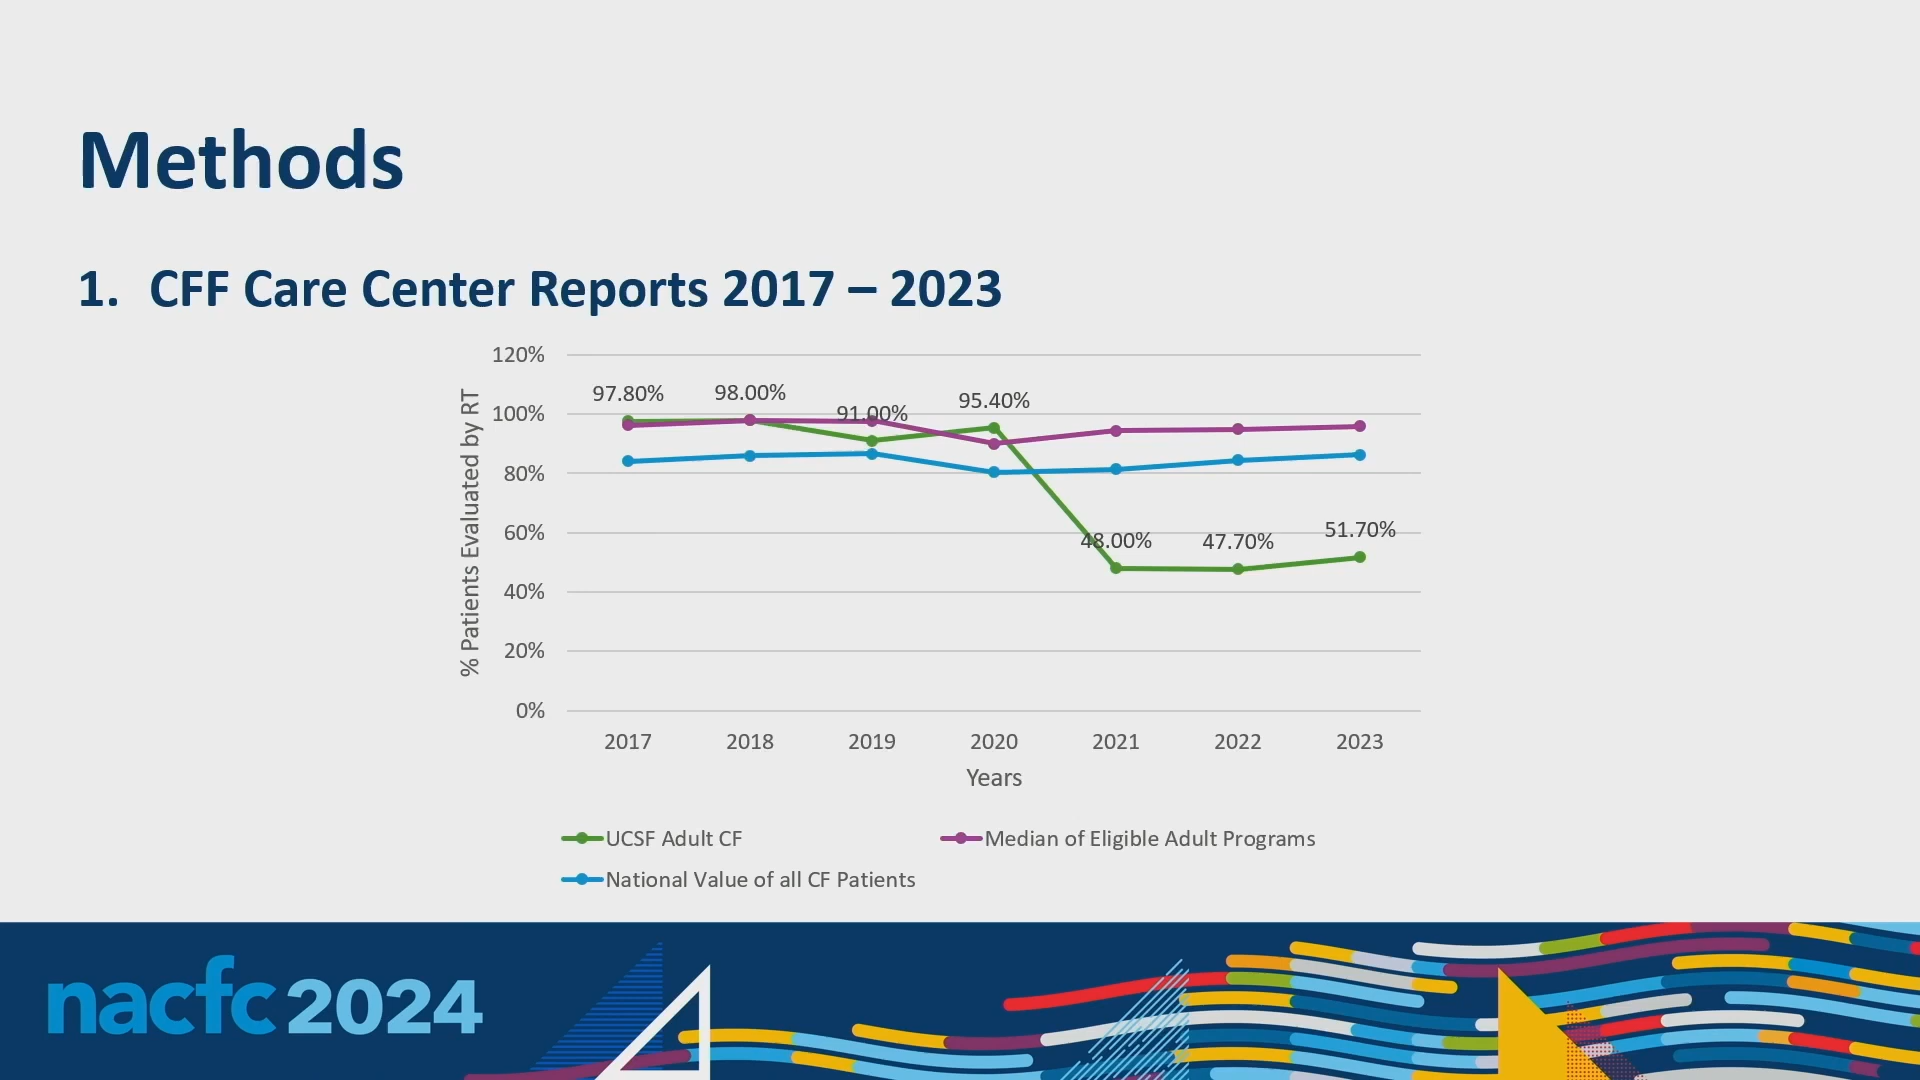 Methods
1. CFF Care Center Reports 2017 – 2023
% Patients Evaluated by RT
120%
100%
80%
60%
40%
20%
0%
97.80%
98.00%
91.00%
95.40%
48.00%
47.70%
51.70%
2017 2018 2019 2020 2021 2022 2023
Years
UCSF Adult CF
Median of Eligible Adult Programs
National Value of all CF Patients
nacfc 2024